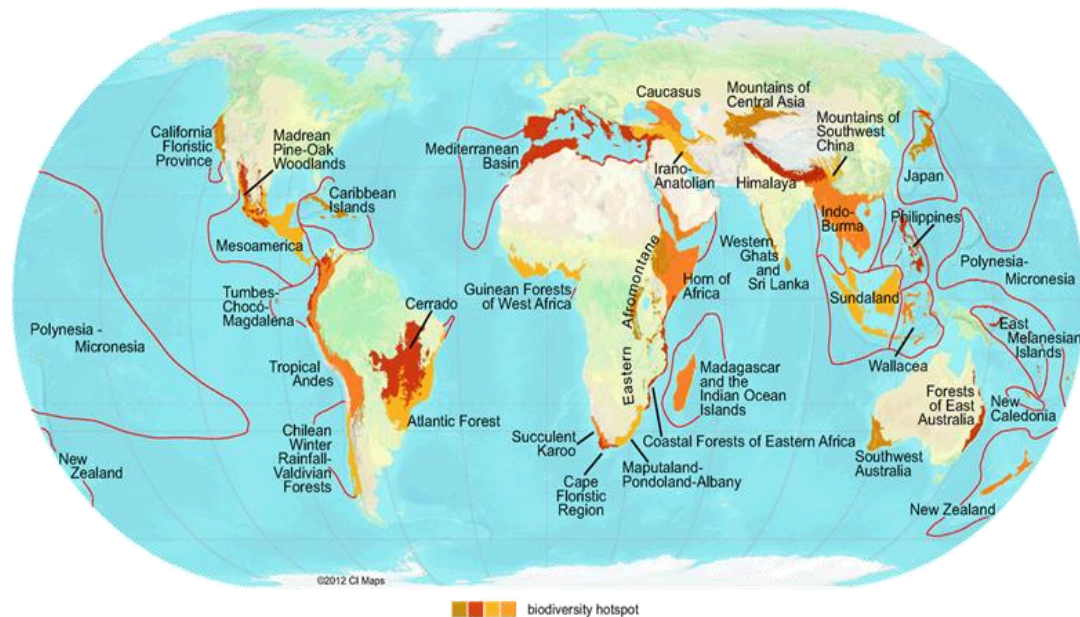 California
Floristic
Province
Madrean
Pine-Oak
Woodlands
Caribbean
Islands
Mesoamerica
Tumbes-
Chocó-
Magdalena
Polynesia -
Micronesia
Tropical
Andes
Cerrado
Atlantic Forest
Chilean
Winter
Rainfall-
Valdivian
Forests
New
Zealand
Mediterranean
Basin
Caucasus
Irano-
Anatolian
Mountains of
Central Asia
Mountains of
Southwest
China
Himalaya
Japan
Indo-
Burma
Philippines
Western
Ghats
and
Sri Lanka
Polynesia-
Micronesia
Guinean Forests
of West Africa
Eastern Afromontane
Horn of
Africa
Sundaland
Wallacea
East
Melanesian
Islands
Madagascar
and the
Indian Ocean
Islands
Forests
of East
Australia
New
Caledonia
Succulent
Karoo
Coastal Forests of Eastern Africa
Cape
Floristic
Region
Maputaland-
Pondoland-Albany
Southwest
Australia
New Zealand
©2012 CI Maps
biodiversity hotspot